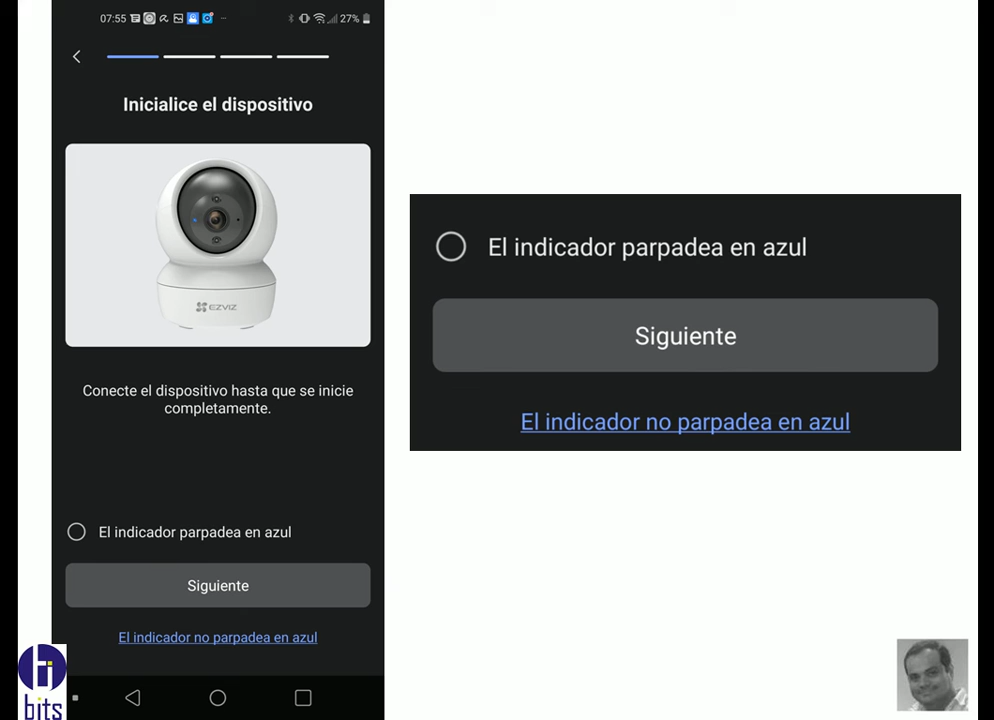 07:55
27%
Inicialice el dispositivo
EZVIZ
Conecte el dispositivo hasta que se inicie
completamente.
El indicador parpadea en azul
Siguiente
El indicador no parpadea en azul
El indicador parpadea en azul
Siguiente
El indicador no parpadea en azul
bits